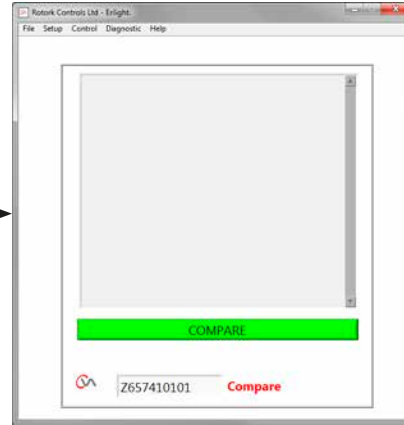 Rotork Controls Ltd - Enlight.
File Setup Control Diagnostic Help
COMPARE
Z657410101 Compare